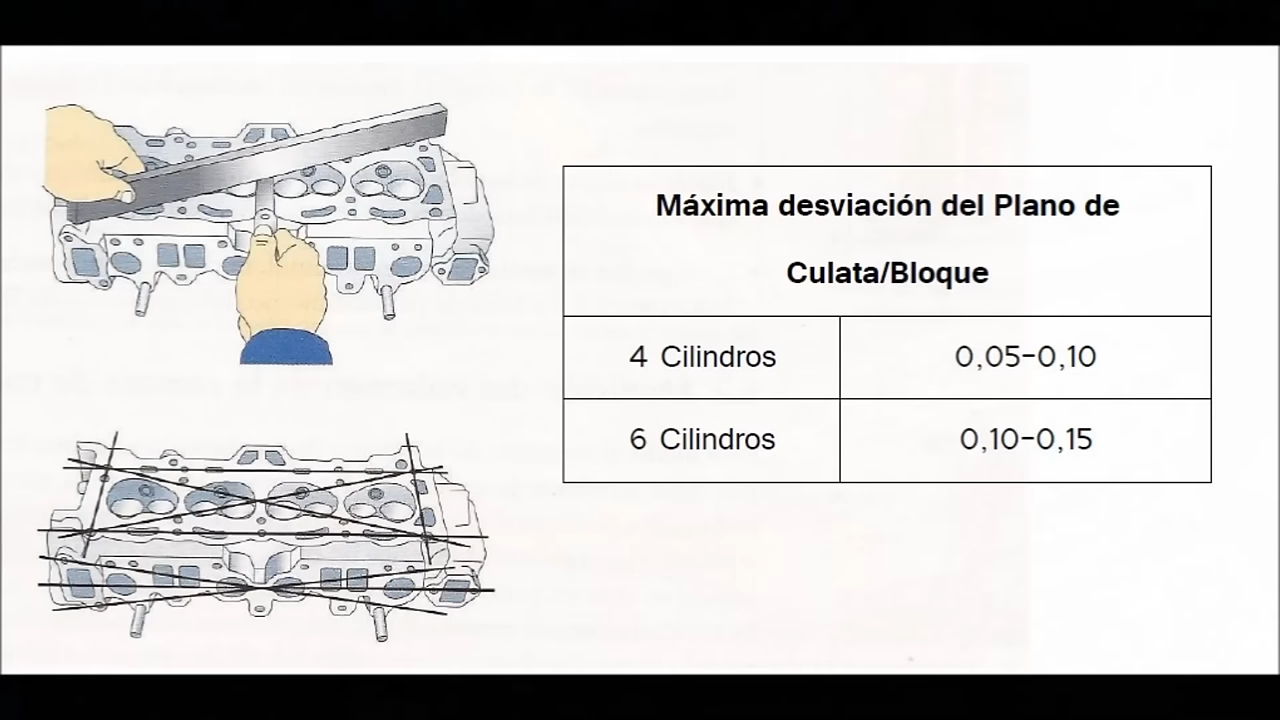 Máxima desviación del Plano de
Culata/Bloque
4 Cilindros 0,05-0,10
6 Cilindros 0,10-0,15